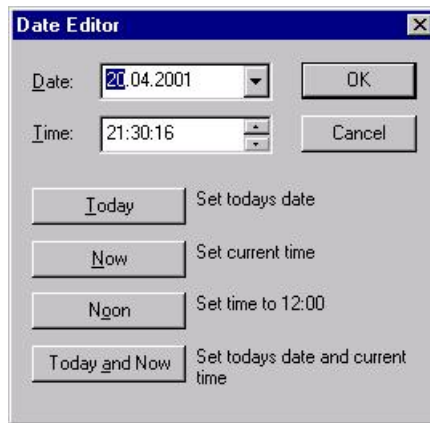 Date Editor
Date: 20.04.2001 OK
Time: 21:30:16 Cancel
Today Set todays date
Now Set current time
Noon Set time to 12:00
Today and Now Set todays date and current
time